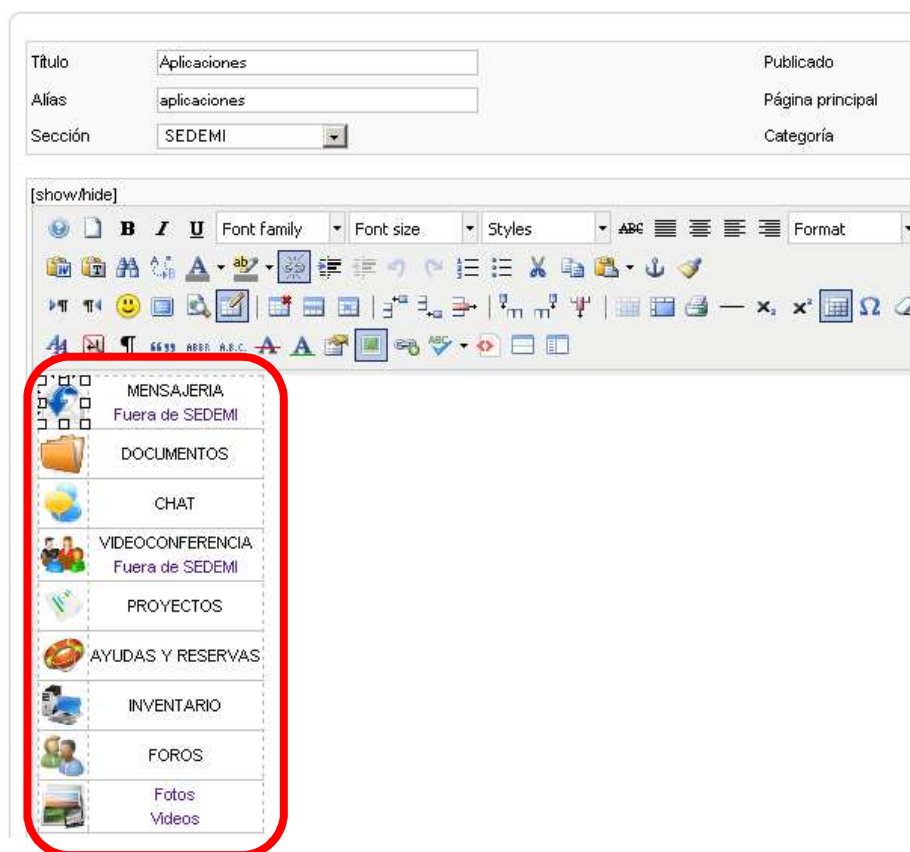 Título Aplicaciones Publicado
Alías aplicaciones Página principal
Sección SEDEMI Categoría
[show/hide]
B I U Font family Font size Styles ABC Format
MENSAJERIA
Fuera de SEDEMI
DOCUMENTOS
CHAT
VIDEOCONFERENCIA
Fuera de SEDEMI
PROYECTOS
AYUDAS Y RESERVAS
INVENTARIO
FOROS
Fotos
Videos